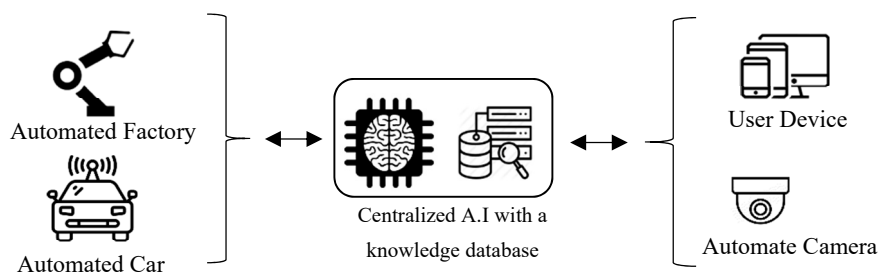 Automated Factory
Automated Car
Centralized A.I with a
knowledge database
User Device
Automate Camera